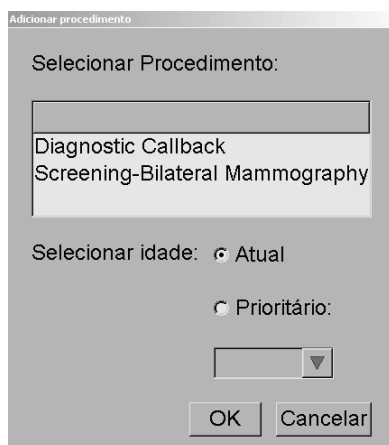 Adicionar procedimento
Selecionar Procedimento:
Diagnostic Callback
Screening-Bilateral Mammography
Selecionar idade: Atual
Prioritário:
OK Cancelar